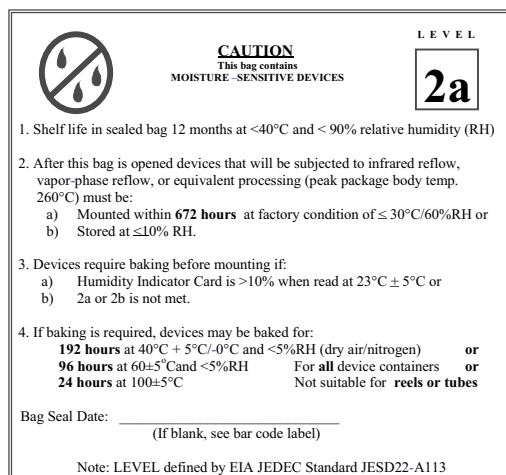 LEVEL
CAUTION
This bag contains
MOISTURE –SENSITIVE DEVICES
2a
1. Shelf life in sealed bag 12 months at <40°C and < 90% relative humidity (RH)
2. After this bag is opened devices that will be subjected to infrared reflow,
vapor-phase reflow, or equivalent processing (peak package body temp.
260°C) must be:
a) Mounted within 672 hours at factory condition of ≤ 30°C/60%RH or
b) Stored at ≤10% RH.
3. Devices require baking before mounting if:
a) Humidity Indicator Card is >10% when read at 23°C ± 5°C or
b) 2a or 2b is not met.
4. If baking is required, devices may be baked for:
192 hours at 40°C + 5°C/-0°C and <5%RH (dry air/nitrogen) or
96 hours at 60±5°Cand <5%RH For all device containers or
24 hours at 100±5°C Not suitable for reels or tubes
Bag Seal Date: ____________________________
(If blank, see bar code label)
Note: LEVEL defined by EIA JEDEC Standard JESD22-A113